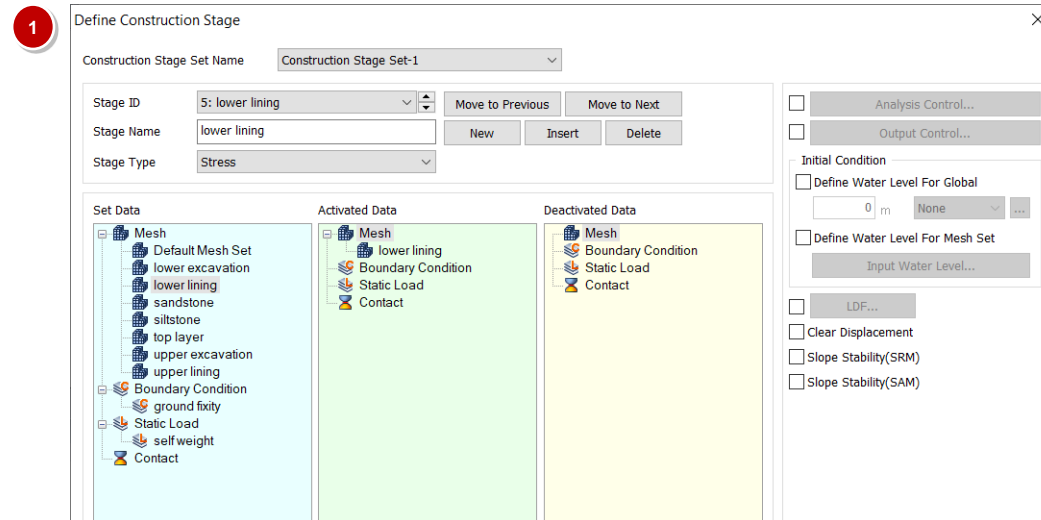 1
Define Construction Stage
Construction Stage Set Name Construction Stage Set-1
Stage ID 5: lower lining Move to Previous Move to Next
Stage Name lower lining New Insert Delete
Stage Type Stress
Set Data
Mesh
Default Mesh Set
lower excavation
lower lining
sandstone
siltstone
top layer
upper excavation
upper lining
Boundary Condition
ground fixity
Static Load
self weight
Contact
Activated Data
Mesh
lower lining
Boundary Condition
Static Load
Contact
Deactivated Data
Mesh
Boundary Condition
Static Load
Contact
Analysis Control...
Output Control...
Initial Condition
Define Water Level For Global
0 m None ...
Define Water Level For Mesh Set
Input Water Level...
LDF...
Clear Displacement
Slope Stability(SRM)
Slope Stability(SAM)